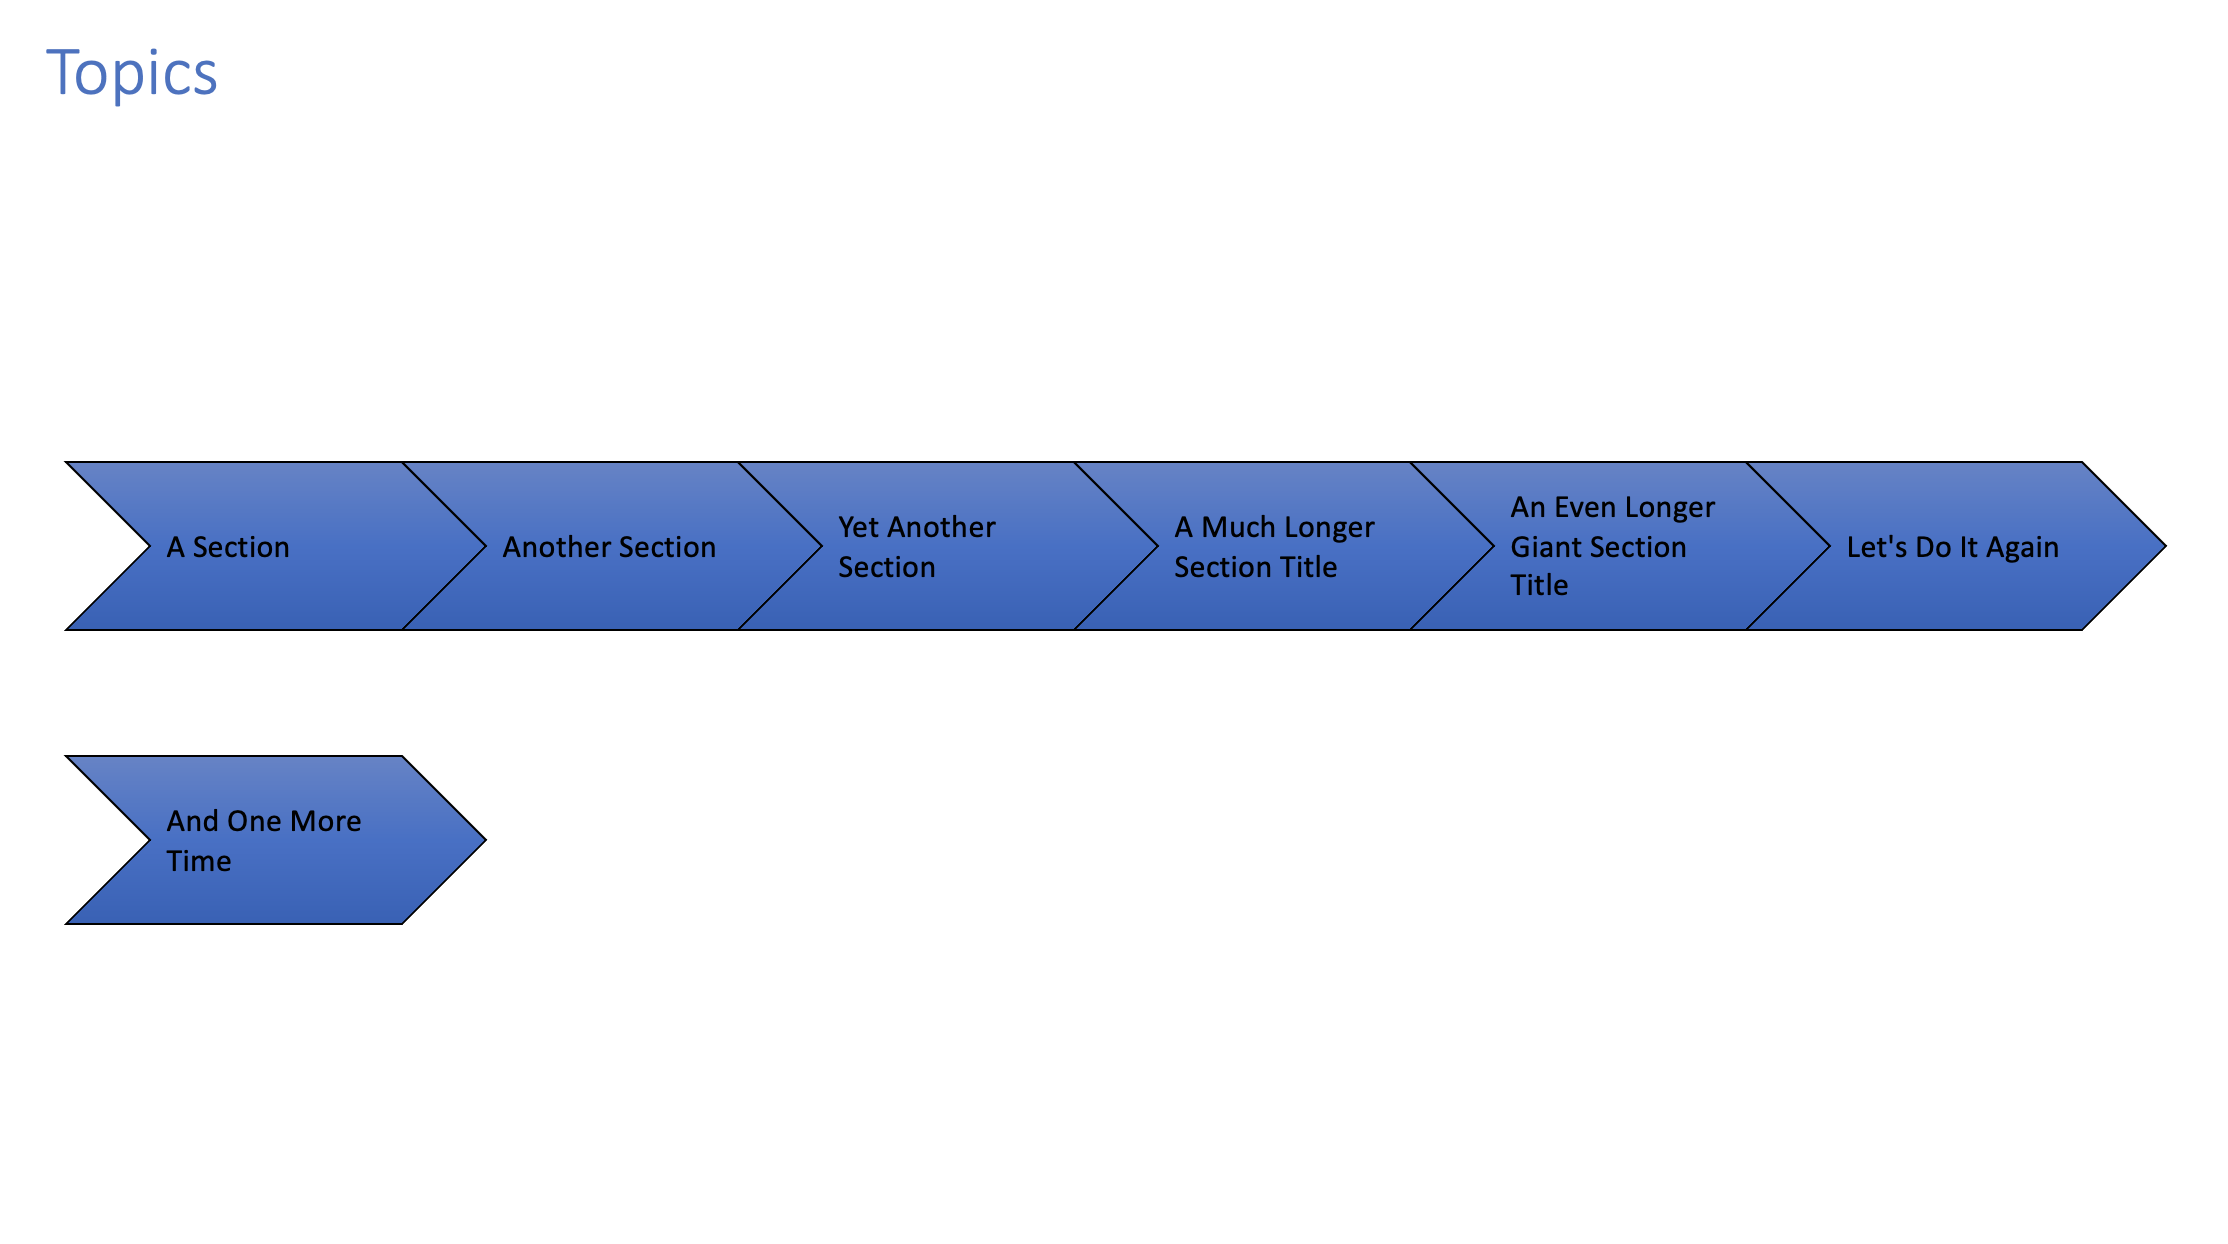 Topics
A Section
Another Section
Yet Another
Section
A Much Longer
Section Title
An Even Longer
Giant Section
Title
Let's Do It Again
And One More
Time